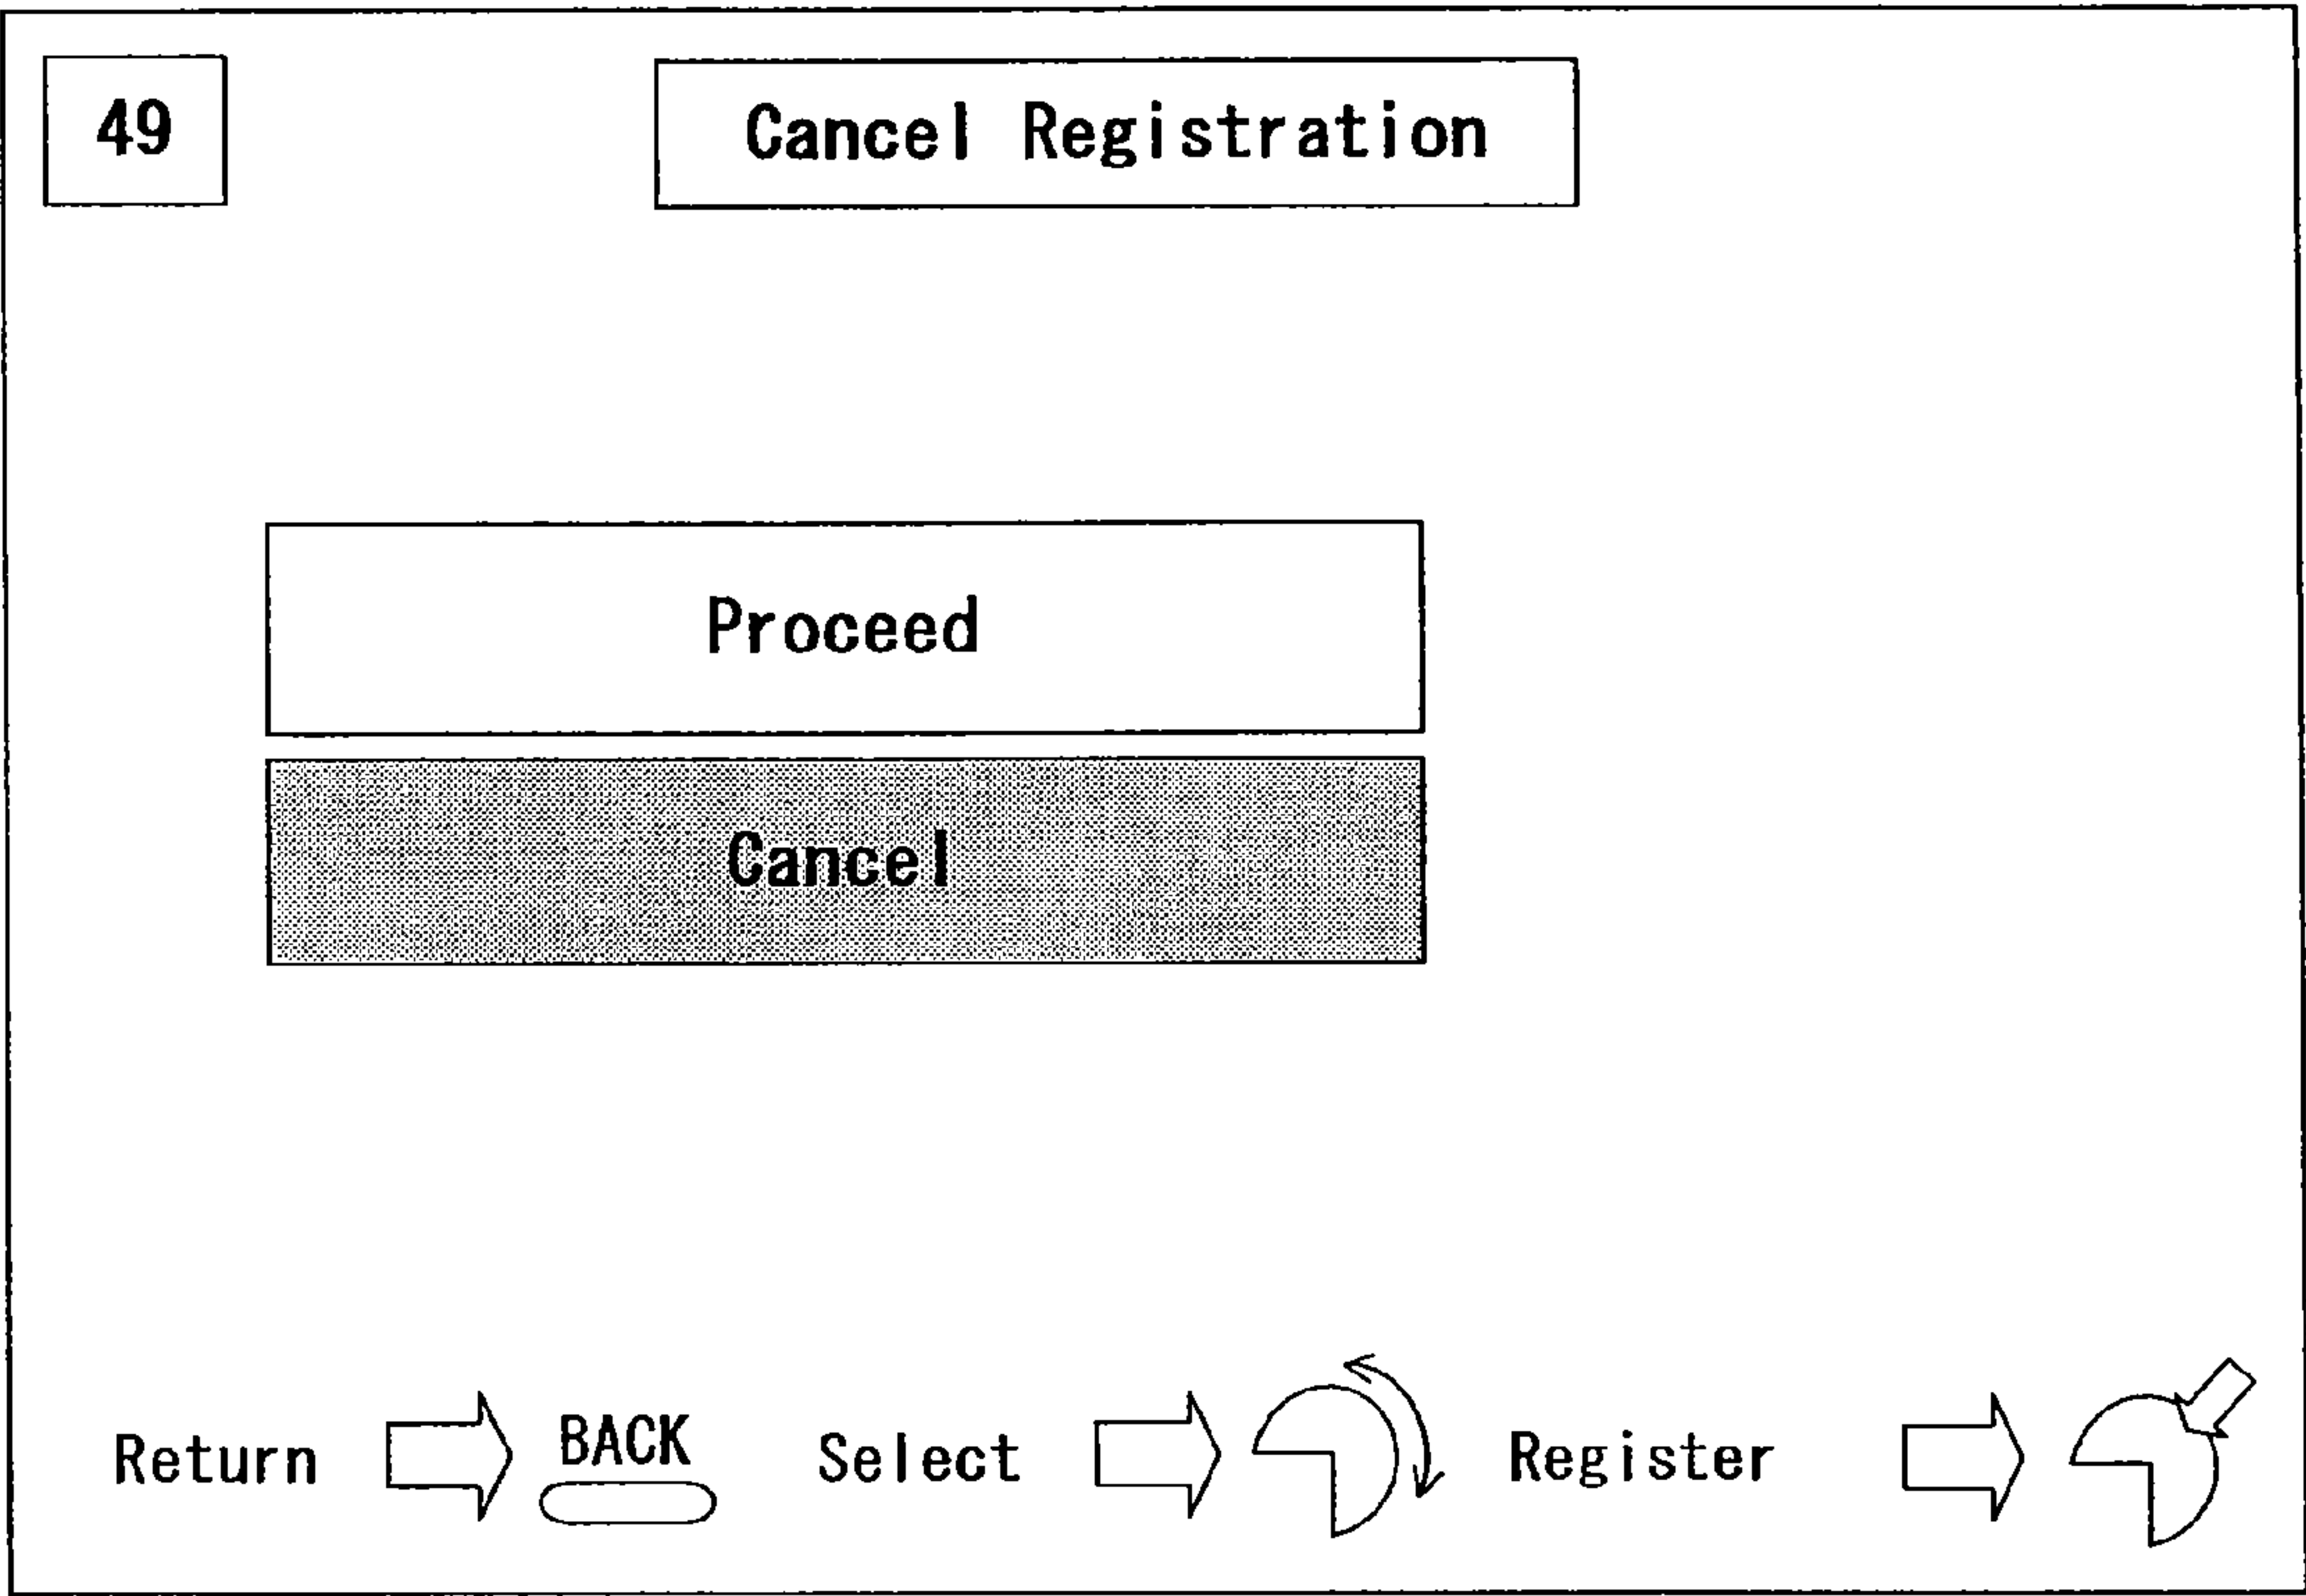 49
Cancel Registration
Proceed
Cancel
Return BACK Select Register